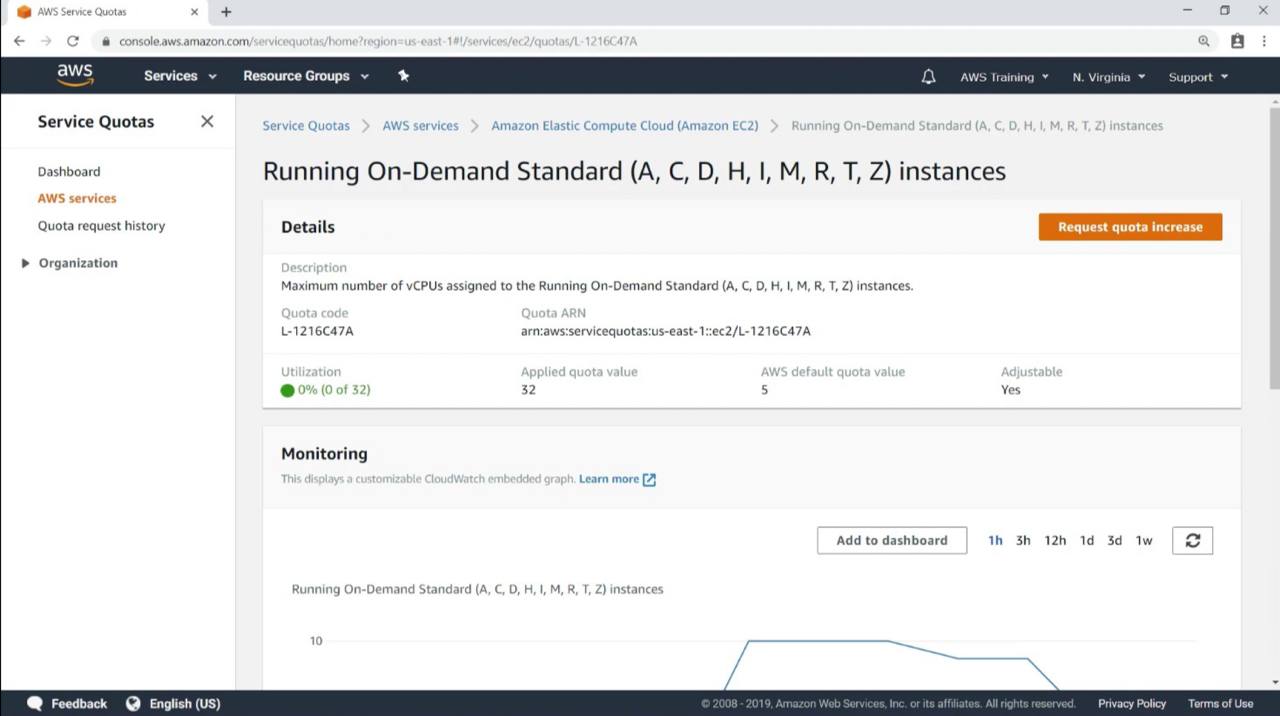 AWS Service Quotas
console.aws.amazon.com/servicequotas/home?region=us-east-1#!/services/ec2/quotas/L-1216C47A
aws Services Resource Groups AWS Training N. Virginia Support
Service Quotas
Dashboard
AWS services
Quota request history
Organization
Service Quotas AWS services Amazon Elastic Compute Cloud (Amazon EC2) Running On-Demand Standard (A, C, D, H, I, M, R, T, Z) instances
Running On-Demand Standard (A, C, D, H, I, M, R, T, Z) instances
Details Request quota increase
Description
Maximum number of vCPUs assigned to the Running On-Demand Standard (A, C, D, H, I, M, R, T, Z) instances.
Quota code Quota ARN
L-1216C47A arn:aws:servicequotas:us-east-1::ec2/L-1216C47A
Utilization Applied quota value AWS default quota value Adjustable
0% (0 of 32) 32 5 Yes
Monitoring
This displays a customizable CloudWatch embedded graph. Learn more
Add to dashboard 1h 3h 12h 1d 3d 1w
Running On-Demand Standard (A, C, D, H, I, M, R, T, Z) instances
10
Feedback English (US) © 2008 - 2019, Amazon Web Services, Inc. or its affiliates. All rights reserved. Privacy Policy Terms of Use